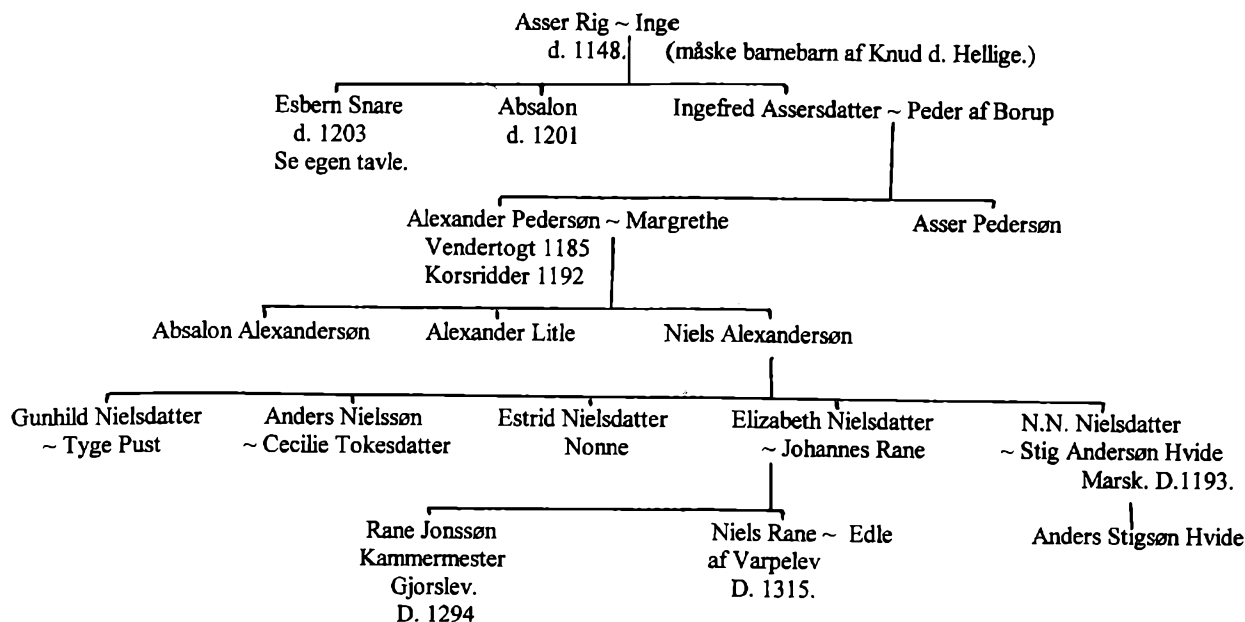 Asser Rig ~ Inge
d. 1148. (måske barnebarn af Knud d. Hellige.)
Esbern Snare Absalon Ingefred Assersdatter ~ Peder af Borup
d. 1203 d. 1201
Se egen tavle.
Alexander Pedersøn ~ Margrethe Asser Pedersøn
Vendertogt 1185
Korsridder 1192
Absalon Alexandersøn Alexander Litle Niels Alexandersøn
Gunhild Nielsdatter Anders Nielssøn Estrid Nielsdatter Elizabeth Nielsdatter N.N. Nielsdatter
~ Tyge Pust ~ Cecilie Tokesdatter Nonne ~ Johannes Rane ~ Stig Andersøn Hvide
Marsk. D.1193.
Rane Jonssøn Niels Rane ~ Edle Anders Stigsøn Hvide
Kammermester af Varpelev
Gjorslev. D. 1315.
D. 1294